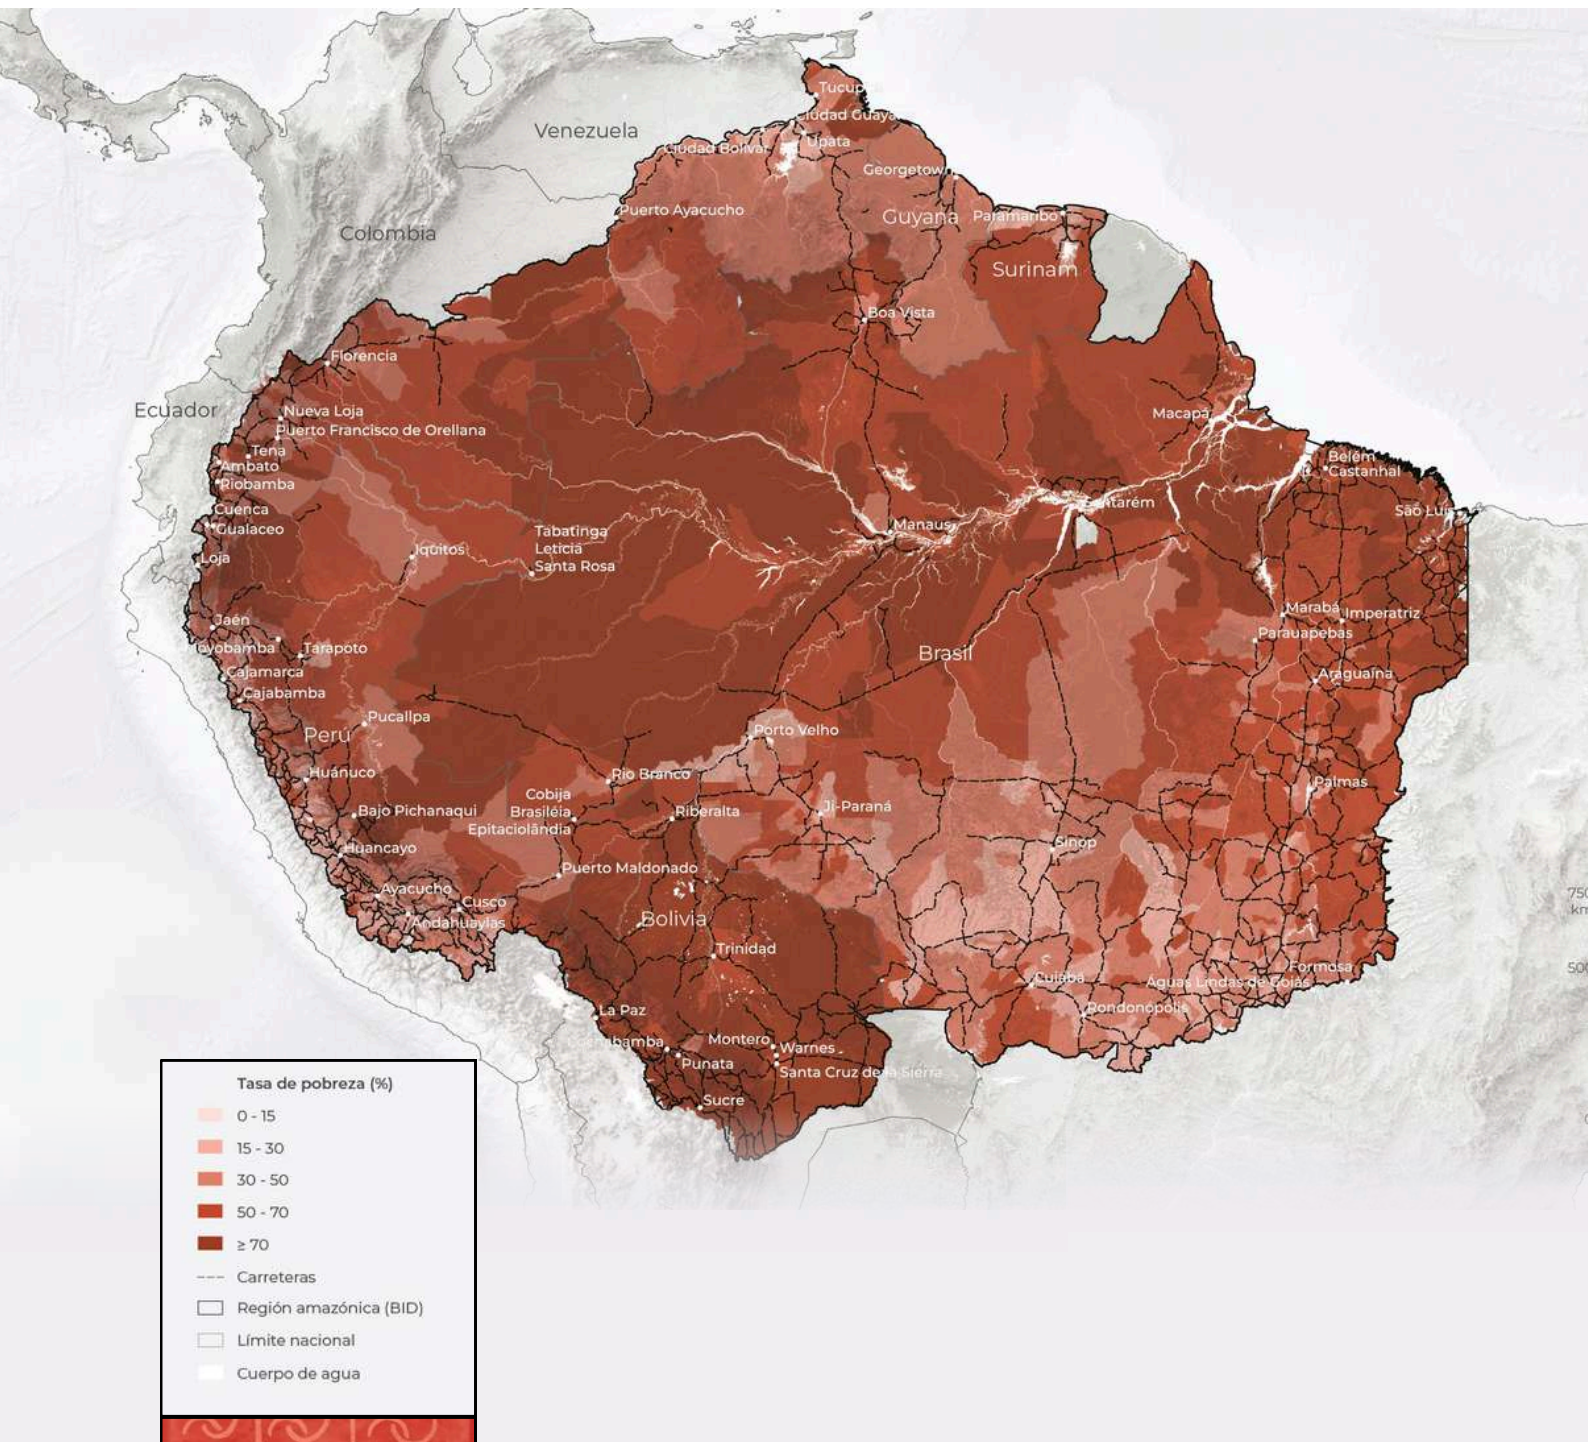 Venezuela
Colombia
Ecuador
Ciudad Guaya
Upata
Ciudad Bolívar
Georgetown
Puerto Ayacucho
Guyana
Paramaribo
Surinam
Boa Vista
Florencia
Nueva Loja
Puerto Francisco de Orellana
Tena
Ambato
Riobamba
Cuenca
Gualaceo
Loja
Macapá
Belém
Castanhal
São Luís
Manaus
Tabatinga
Leticia
Santa Rosa
Iquitos
Jaén
Tarapoto
Cajamarca
Cajabamba
Marabá
Imperatriz
Parauapebas
Araguaína
Brasil
Pucallpa
Perú
Porto Velho
Huánuco
Rio Branco
Cobija
Brasiléia
Epitaciolândia
Riberalta
Ji-Paraná
Palmas
Bajo Pichanaqui
Sinop
Huancayo
Puerto Maldonado
Ayacucho
Cusco
Andahuaylas
Bolivia
Trinidad
Cuiabá
Formosa
Águas Lindas de Goiás
Rondonópolis
La Paz
Montero
Warnes
Punata
Santa Cruz de la Sierra
Sucre
750
km
500
Tasa de pobreza (%)
0 - 15
15 - 30
30 - 50
50 - 70
≥ 70
Carreteras
Región amazónica (BID)
Límite nacional
Cuerpo de agua